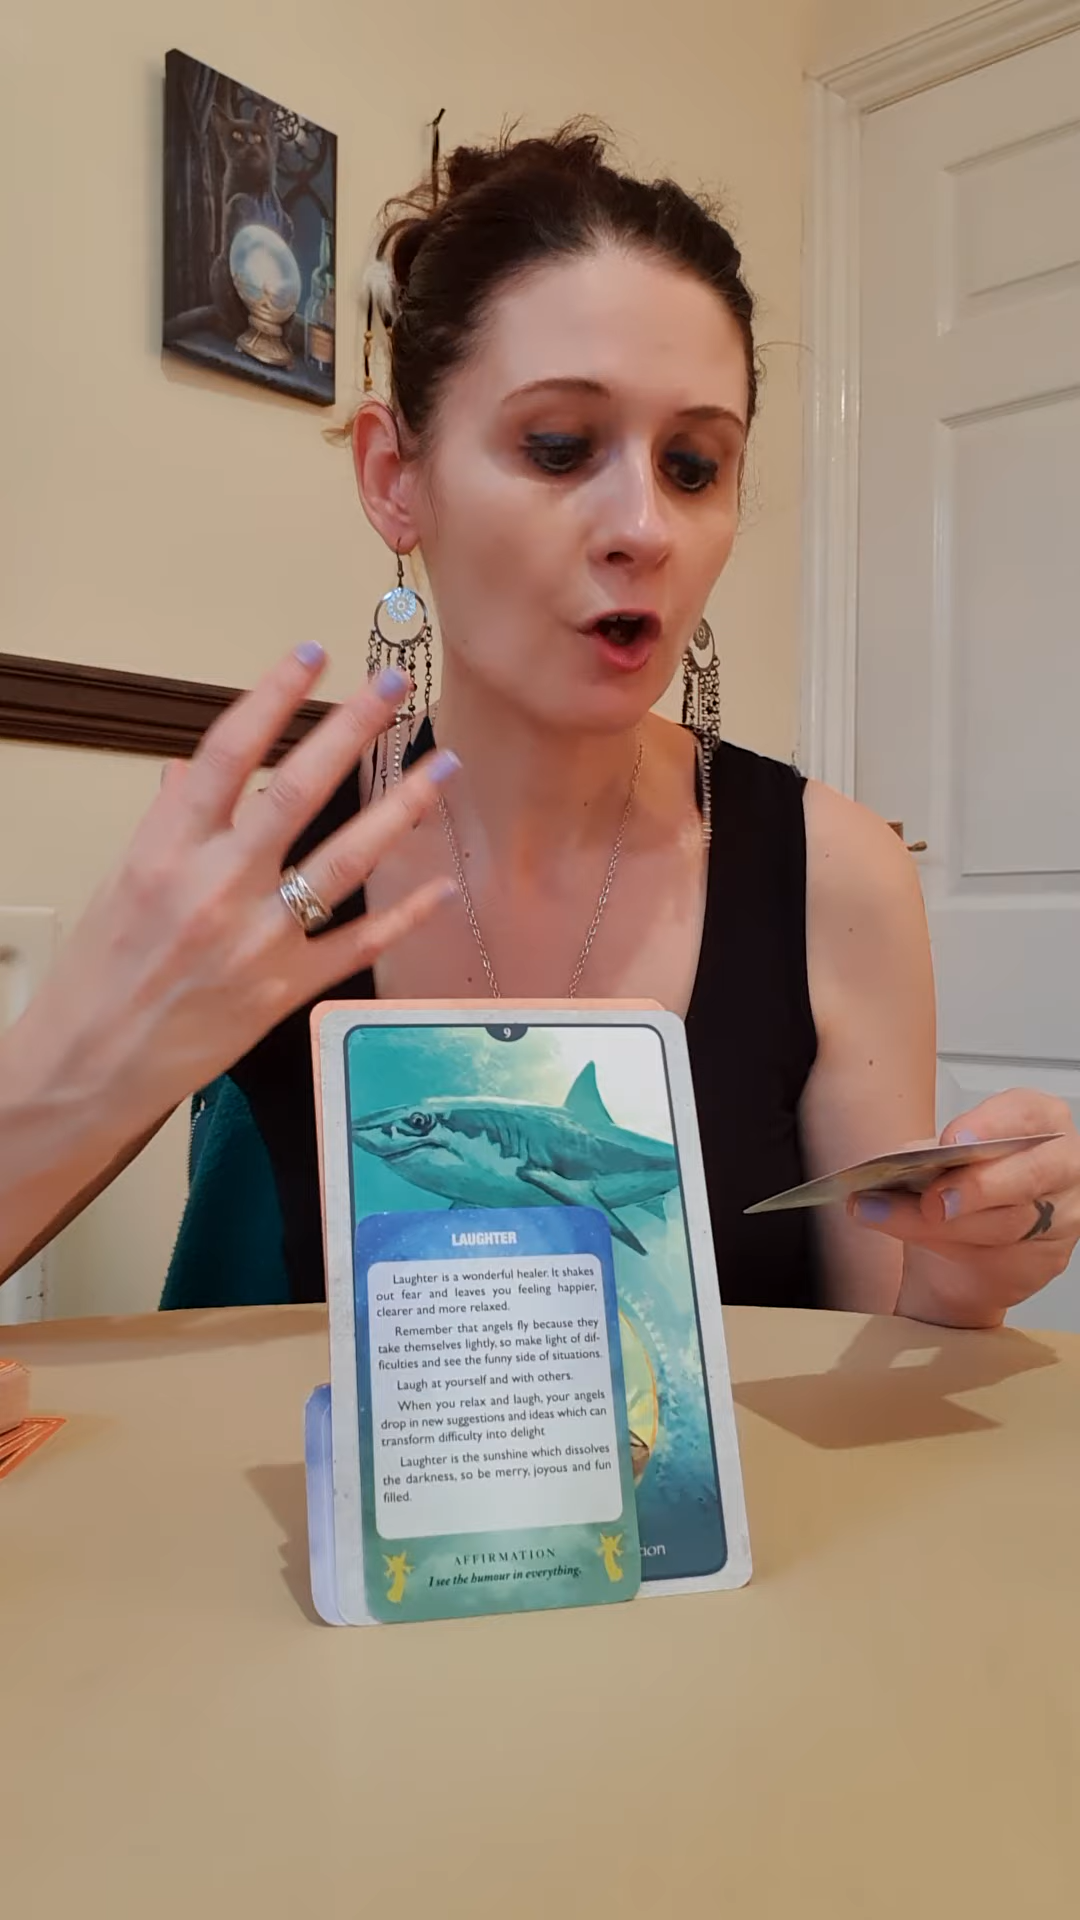 9
LAUGHTER
Laughter is a wonderful healer. It shakes
out fear and leaves you feeling happier,
clearer and more relaxed.
Remember that angels fly because they
take themselves lightly, so make light of dif-
ficulties and see the funny side of situations.
Laugh at yourself and with others.
When you relax and laugh, your angels
drop in new suggestions and ideas which can
transform difficulty into delight
Laughter is the sunshine which dissolves
the darkness, so be merry, joyous and fun
filled.
AFFIRMATION
I see the humour in everything.